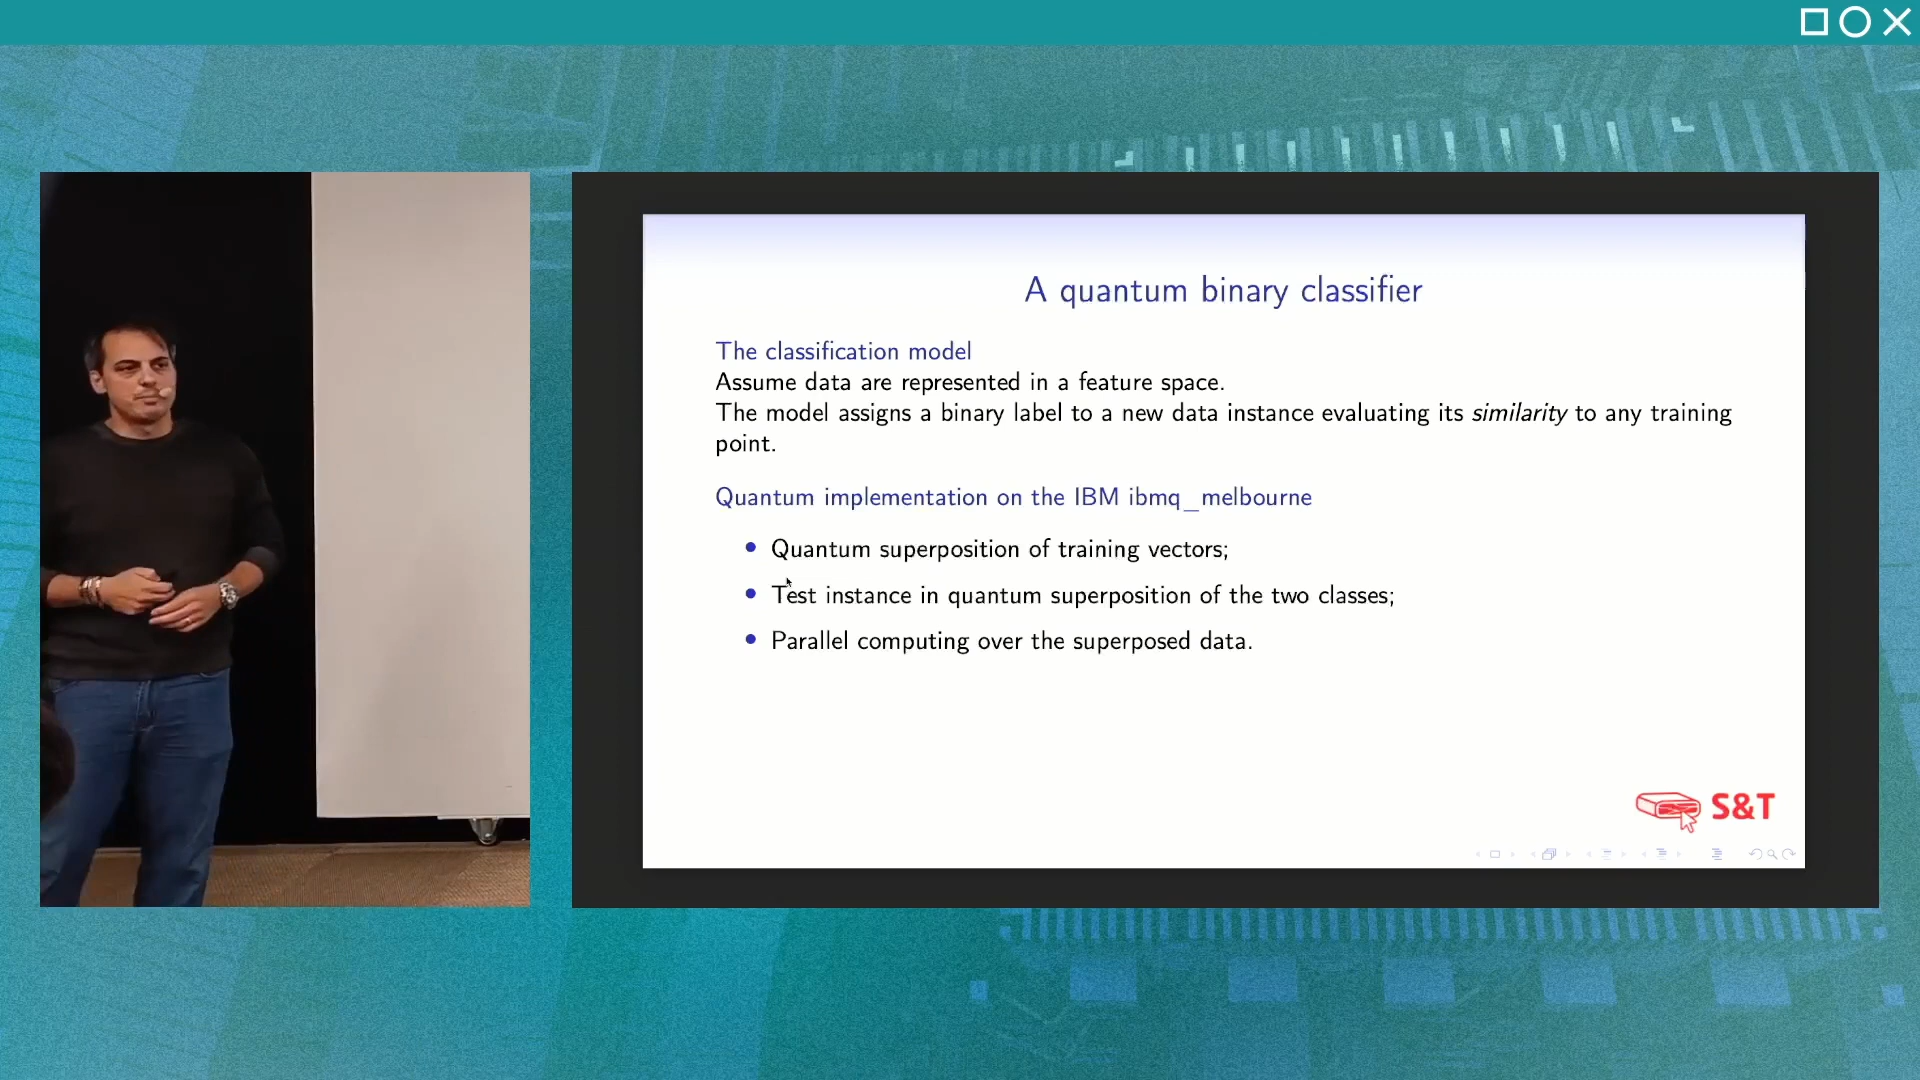 A quantum binary classifier
The classification model
Assume data are represented in a feature space.
The model assigns a binary label to a new data instance evaluating its similarity to any training
point.
Quantum implementation on the IBM ibmq_melbourne
• Quantum superposition of training vectors;
• Test instance in quantum superposition of the two classes;
• Parallel computing over the superposed data.
S&T